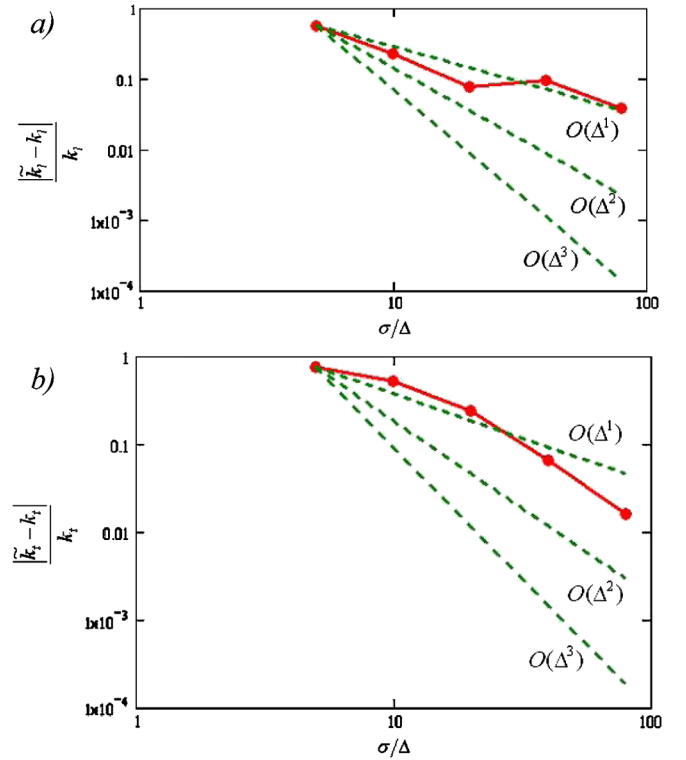 a)
1
0.1
0.01
1x10⁻³
1x10⁻⁴
|k̃ₗ − kₗ|
kₗ
O(Δ¹)
O(Δ²)
O(Δ³)
1
10
100
σ/Δ
b)
1
0.1
0.01
1x10⁻³
1x10⁻⁴
|k̃ₜ − kₜ|
kₜ
O(Δ¹)
O(Δ²)
O(Δ³)
1
10
100
σ/Δ